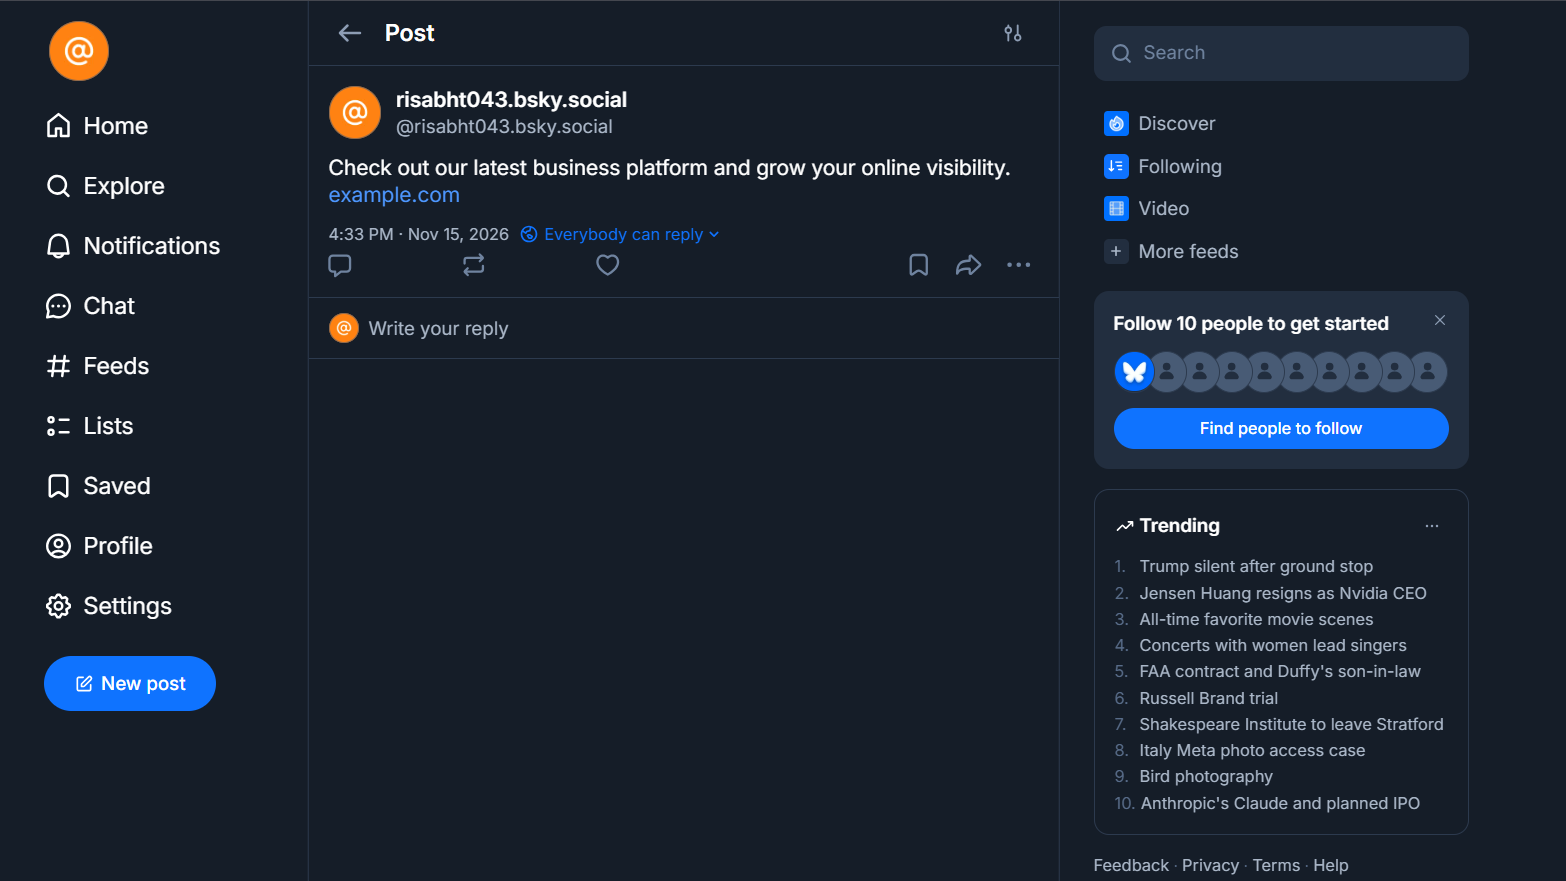 Home
Explore
Notifications
Chat
Feeds
Lists
Saved
Profile
Settings
New post
Post
risabht043.bsky.social
@risabht043.bsky.social
Check out our latest business platform and grow your online visibility.
example.com
4:33 PM · Nov 15, 2026 Everybody can reply
Write your reply
Search
Discover
Following
Video
More feeds
Follow 10 people to get started
Find people to follow
Trending
1. Trump silent after ground stop
2. Jensen Huang resigns as Nvidia CEO
3. All-time favorite movie scenes
4. Concerts with women lead singers
5. FAA contract and Duffy's son-in-law
6. Russell Brand trial
7. Shakespeare Institute to leave Stratford
8. Italy Meta photo access case
9. Bird photography
10. Anthropic's Claude and planned IPO
Feedback · Privacy · Terms · Help